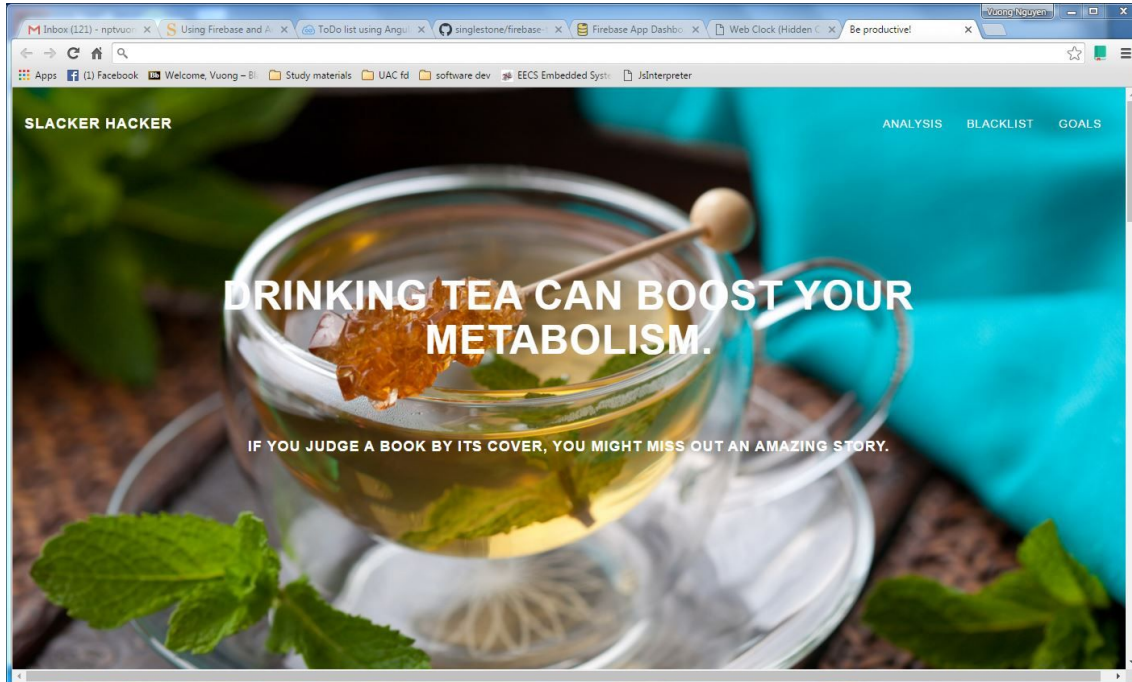 Vuong Nguyen
Inbox (121) - nptvuon
Using Firebase and A
ToDo list using Angul
singlestone/firebase-
Firebase App Dashbo
Web Clock (Hidden C
Be productive!
Apps
(1) Facebook
Welcome, Vuong – Bl
Study materials
UAC fd
software dev
EECS Embedded Syst
JsInterpreter
SLACKER HACKER
ANALYSIS
BLACKLIST
GOALS
DRINKING TEA CAN BOOST YOUR
METABOLISM.
IF YOU JUDGE A BOOK BY ITS COVER, YOU MIGHT MISS OUT AN AMAZING STORY.